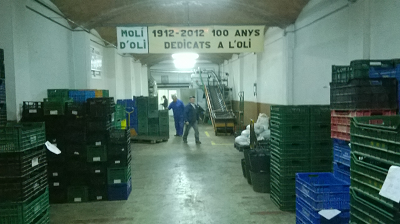 MOLÍ
D'OLI
1912-2012 100 ANYS
DEDICATS A L'OLI